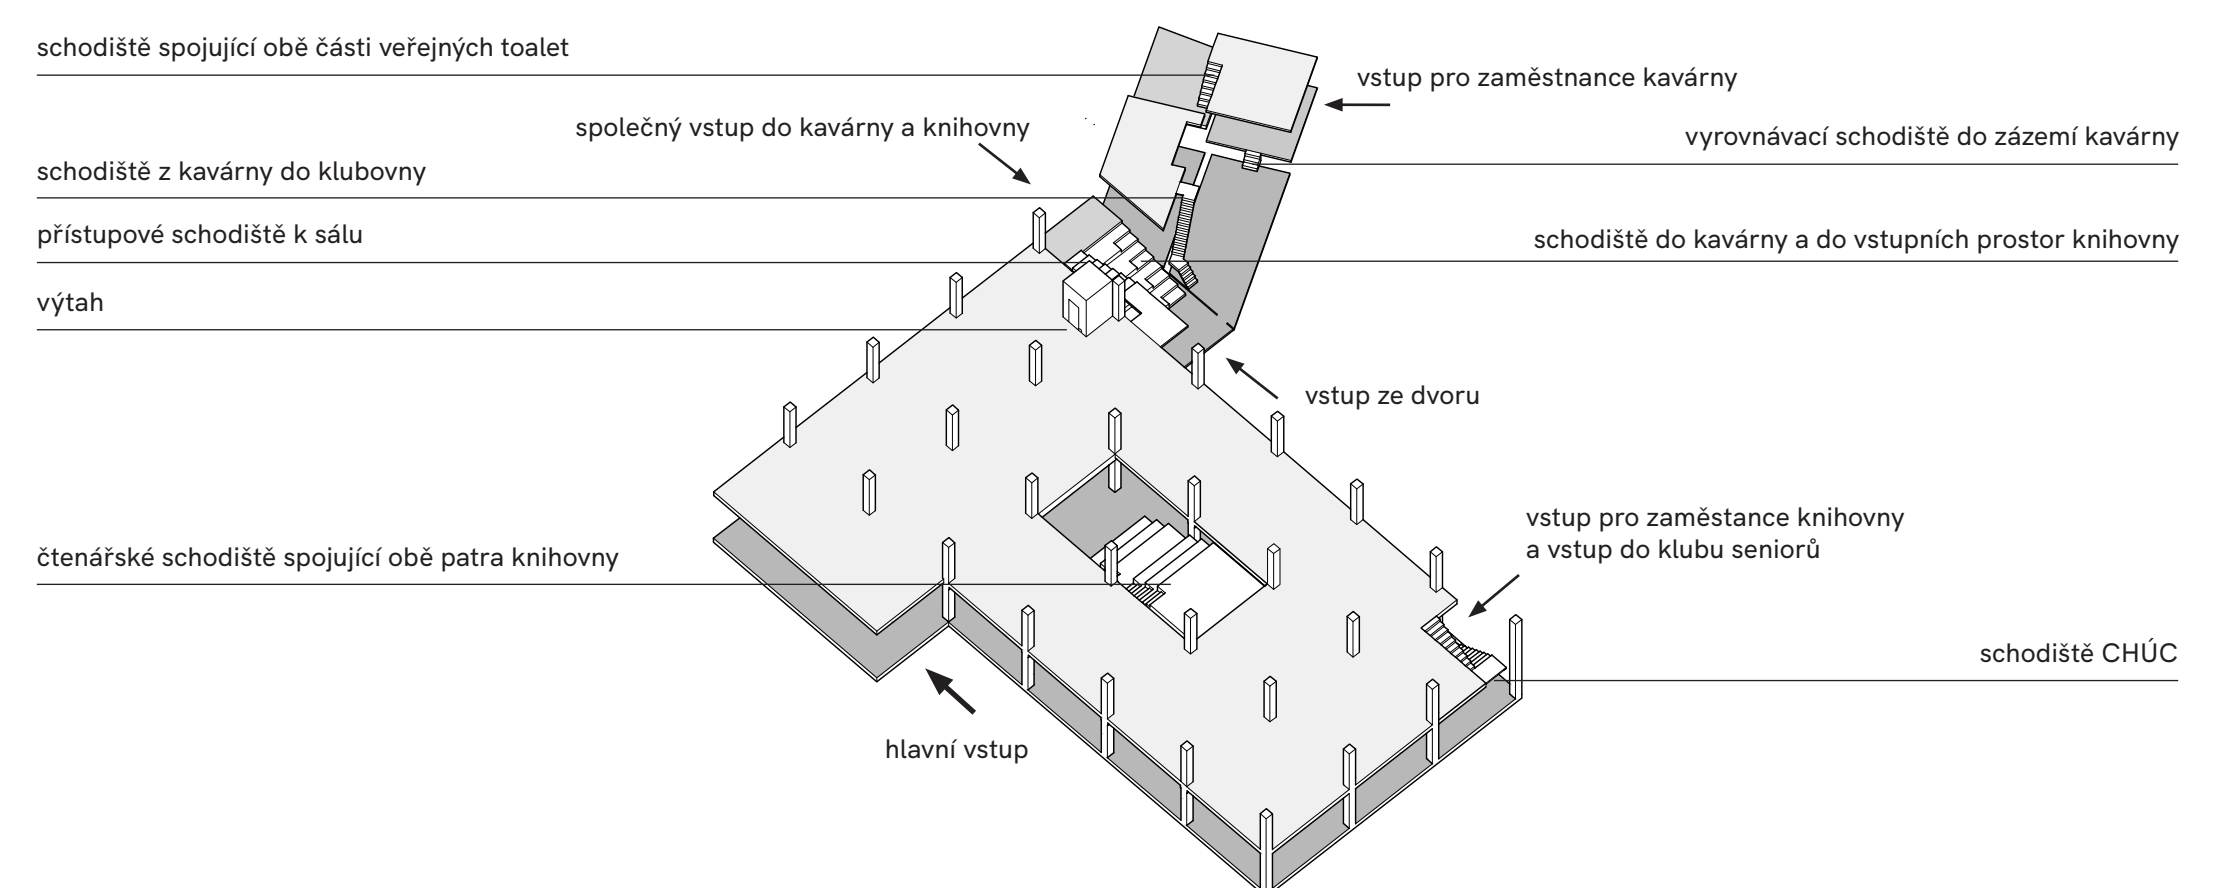 schodiště spojující obě části veřejných toalet
vstup pro zaměstnance kavárny
společný vstup do kavárny a knihovny
vyrovnávací schodiště do zázemí kavárny
schodiště z kavárny do klubovny
přístupové schodiště k sálu
schodiště do kavárny a do vstupních prostor knihovny
výtah
vstup ze dvoru
vstup pro zaměstance knihovny
a vstup do klubu seniorů
čtenářské schodiště spojující obě patra knihovny
schodiště CHÚC
hlavní vstup